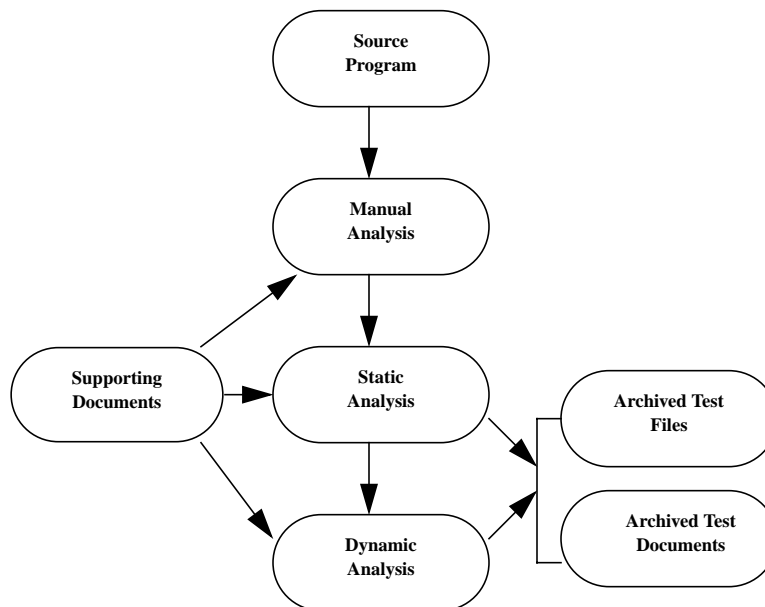 Source
Program
Manual
Analysis
Supporting
Documents
Static
Analysis
Archived Test
Files
Dynamic
Analysis
Archived Test
Documents